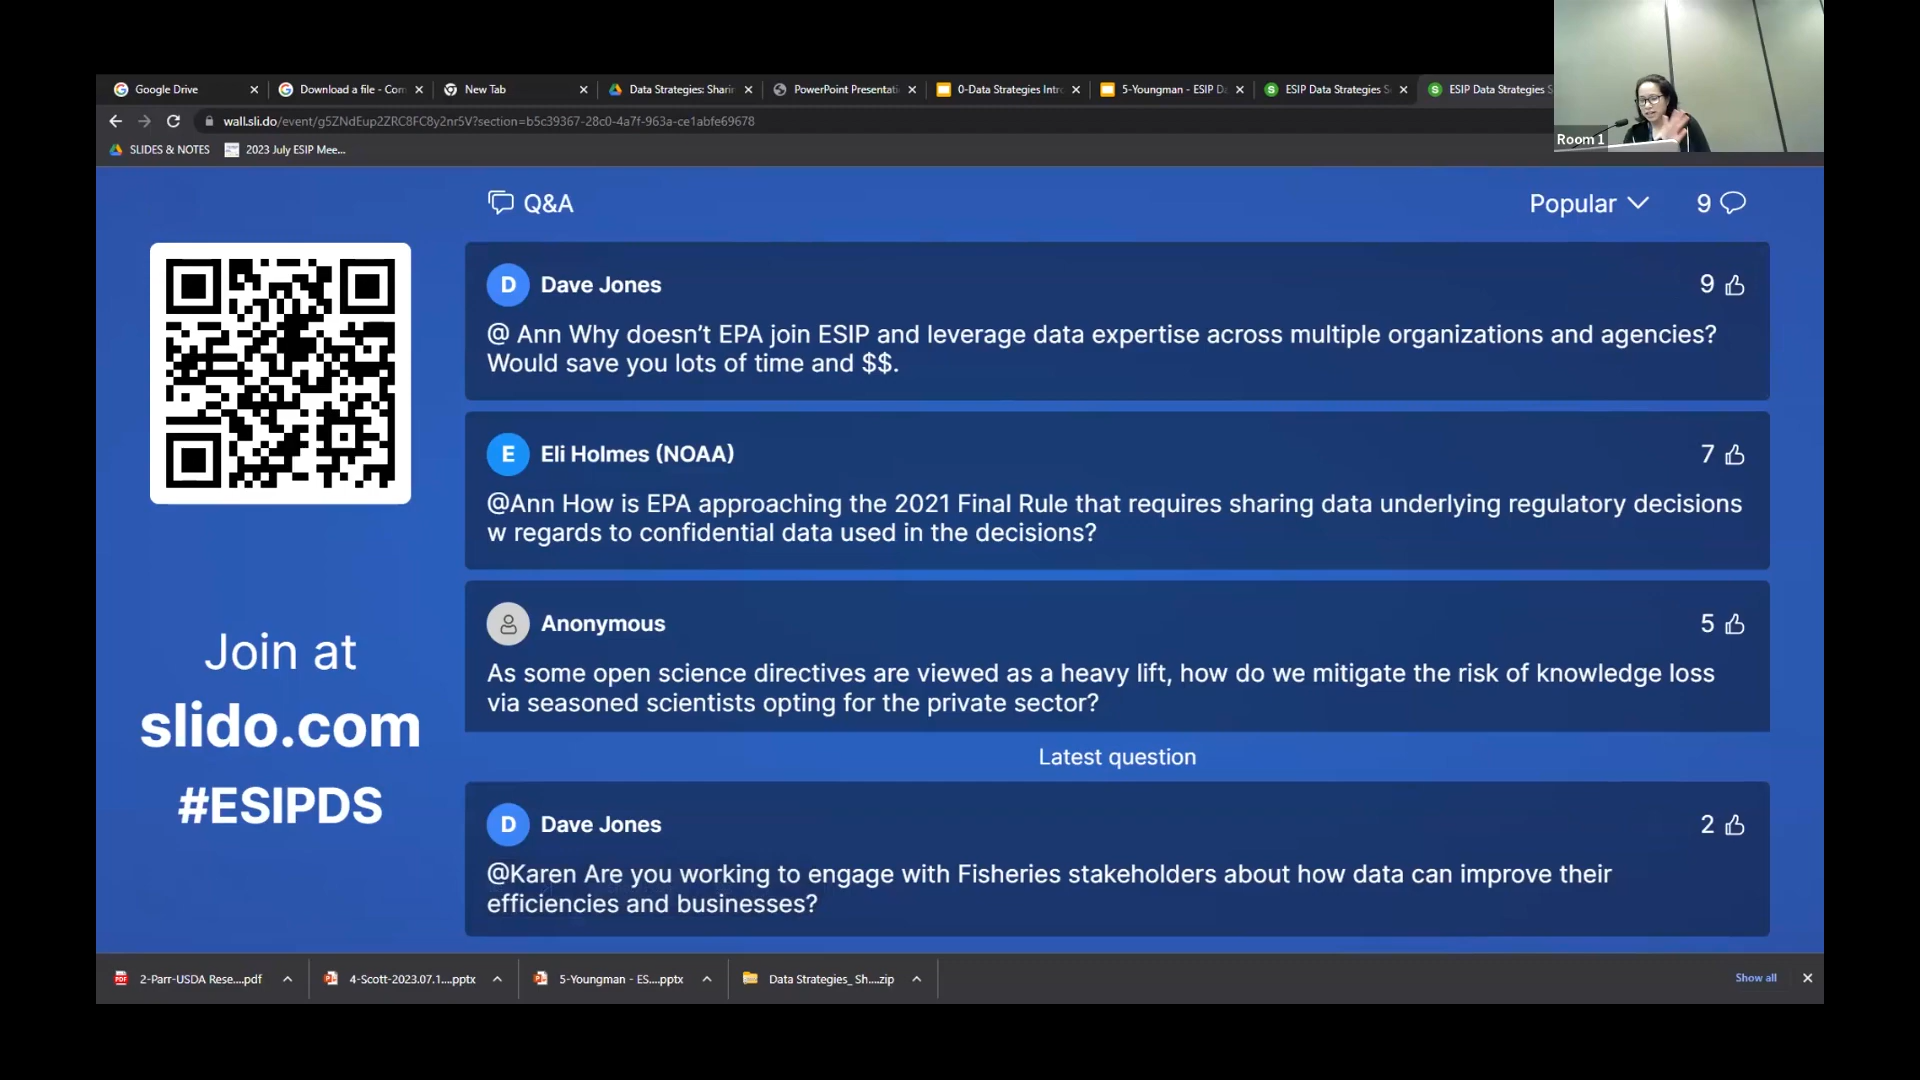 Google Drive
Download a file - Com
New Tab
Data Strategies: Sharin
PowerPoint Presentati
0-Data Strategies Intro
5-Youngman - ESIP Da
ESIP Data Strategies S
ESIP Data Strategies S
wall.sli.do/event/g5ZNdEup2ZRC8FC8y2nr5V?section=b5c39367-28c0-4a7f-963a-ce1abfe69678
SLIDES & NOTES
2023 July ESIP Mee...
Room 1
Q&A
Popular
9
Dave Jones
9
@ Ann Why doesn't EPA join ESIP and leverage data expertise across multiple organizations and agencies?
Would save you lots of time and $$.
Eli Holmes (NOAA)
7
@Ann How is EPA approaching the 2021 Final Rule that requires sharing data underlying regulatory decisions
w regards to confidential data used in the decisions?
Anonymous
5
As some open science directives are viewed as a heavy lift, how do we mitigate the risk of knowledge loss
via seasoned scientists opting for the private sector?
Latest question
Dave Jones
2
@Karen Are you working to engage with Fisheries stakeholders about how data can improve their
efficiencies and businesses?
D
E
D
Join at
slido.com
#ESIPDS
2-Parr-USDA Rese....pdf
4-Scott-2023.07.1....pptx
5-Youngman - ES....pptx
Data Strategies_ Sh....zip
Show all